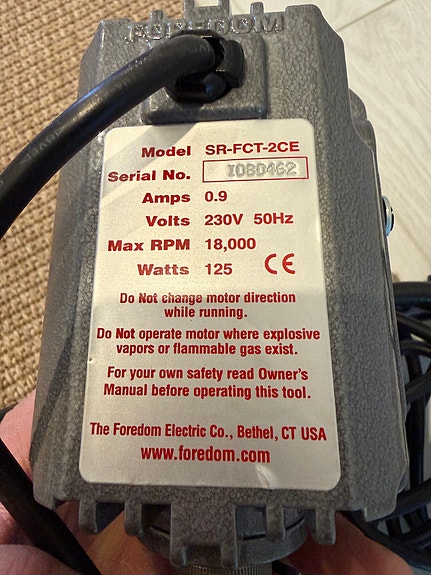 FOREDOM
Model SR-FCT-2CE
Serial No. I080462
Amps 0.9
Volts 230V 50Hz
Max RPM 18,000
Watts 125 CE
Do Not change motor direction
while running.
Do Not operate motor where explosive
vapors or flammable gas exist.
For your own safety read Owner's
Manual before operating this tool.
The Foredom Electric Co., Bethel, CT USA
www.foredom.com